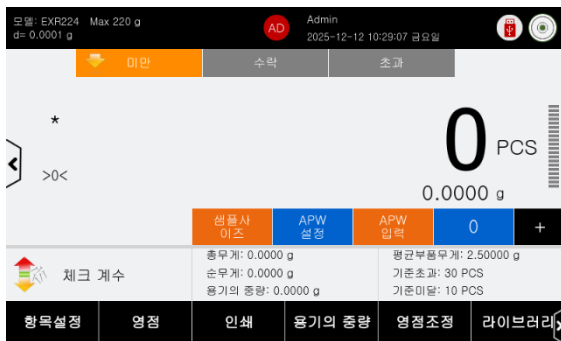 모델: EXR224 Max 220 g
d= 0.0001 g
AD
Admin
2025-12-12 10:29:07 금요일
미만
수락
초과
*
>0<
0 PCS
0.0000 g
샘플사
이즈
APW
설정
APW
입력
0
+
체크 계수
총무게: 0.0000 g
순무게: 0.0000 g
용기의 중량: 0.0000 g
평균부품무게: 2.50000 g
기준초과: 30 PCS
기준미달: 10 PCS
항목설정
영점
인쇄
용기의 중량
영점조정
라이브러리